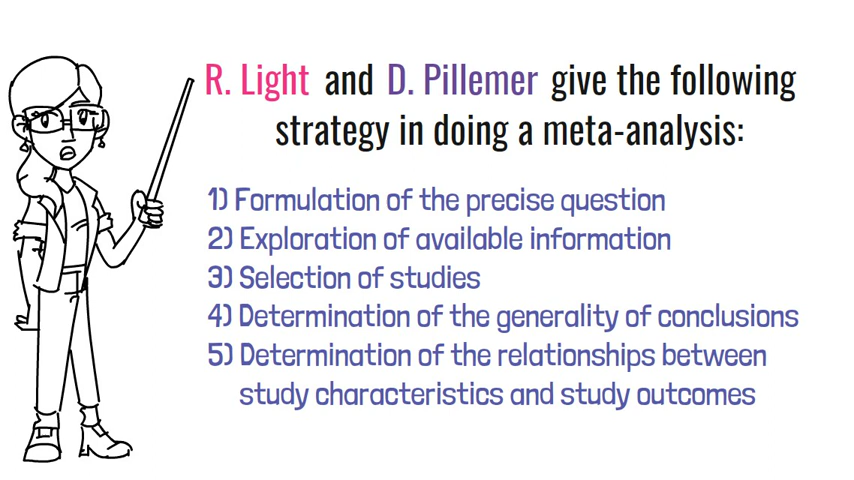 R. Light and D. Pillemer give the following
strategy in doing a meta-analysis:
1) Formulation of the precise question
2) Exploration of available information
3) Selection of studies
4) Determination of the generality of conclusions
5) Determination of the relationships between
study characteristics and study outcomes